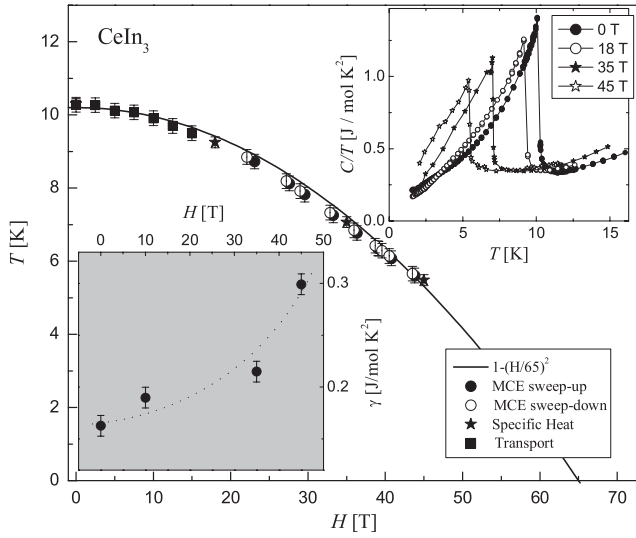 CeIn3
T [K]
13
12
10
8
6
4
2
0
0 10 20 30 40 50 60 70
H [T]
C/T [J / mol K2]
1.0
0.5
0.0
0 5 10 15
T [K]
0 T
18 T
35 T
45 T
H [T]
0 10 20 30 40 50
0.3
0.2
γ [J/mol K2]
1-(H/65)2
MCE sweep-up
MCE sweep-down
Specific Heat
Transport